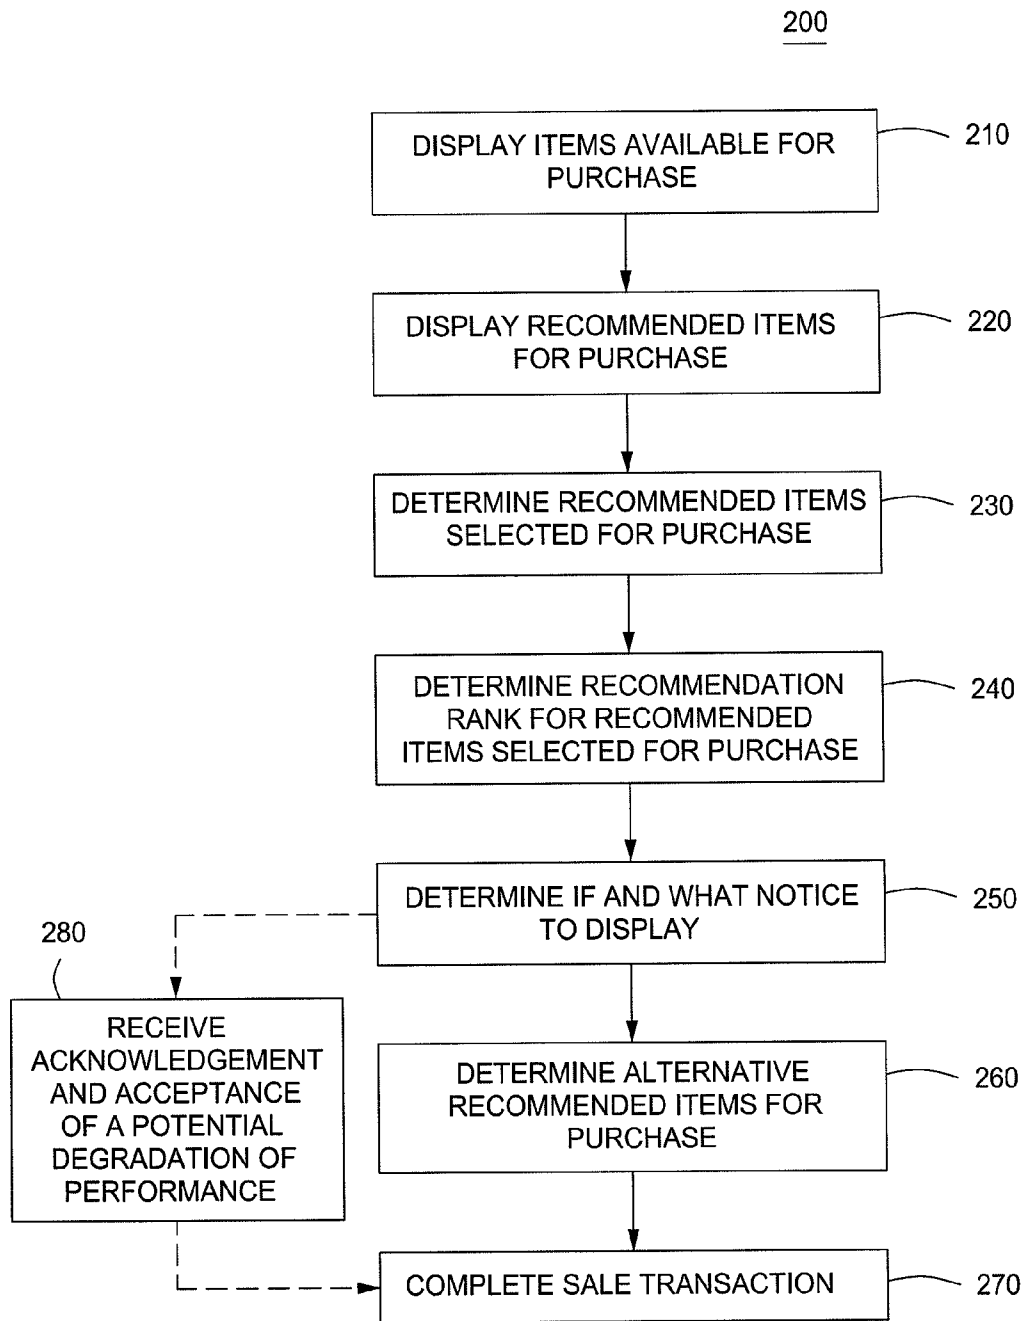 200
DISPLAY ITEMS AVAILABLE FOR
PURCHASE
210
DISPLAY RECOMMENDED ITEMS
FOR PURCHASE
220
DETERMINE RECOMMENDED ITEMS
SELECTED FOR PURCHASE
230
DETERMINE RECOMMENDATION
RANK FOR RECOMMENDED
ITEMS SELECTED FOR PURCHASE
240
DETERMINE IF AND WHAT NOTICE
TO DISPLAY
250
280
RECEIVE
ACKNOWLEDGEMENT
AND ACCEPTANCE
OF A POTENTIAL
DEGRADATION OF
PERFORMANCE
DETERMINE ALTERNATIVE
RECOMMENDED ITEMS FOR
PURCHASE
260
COMPLETE SALE TRANSACTION
270